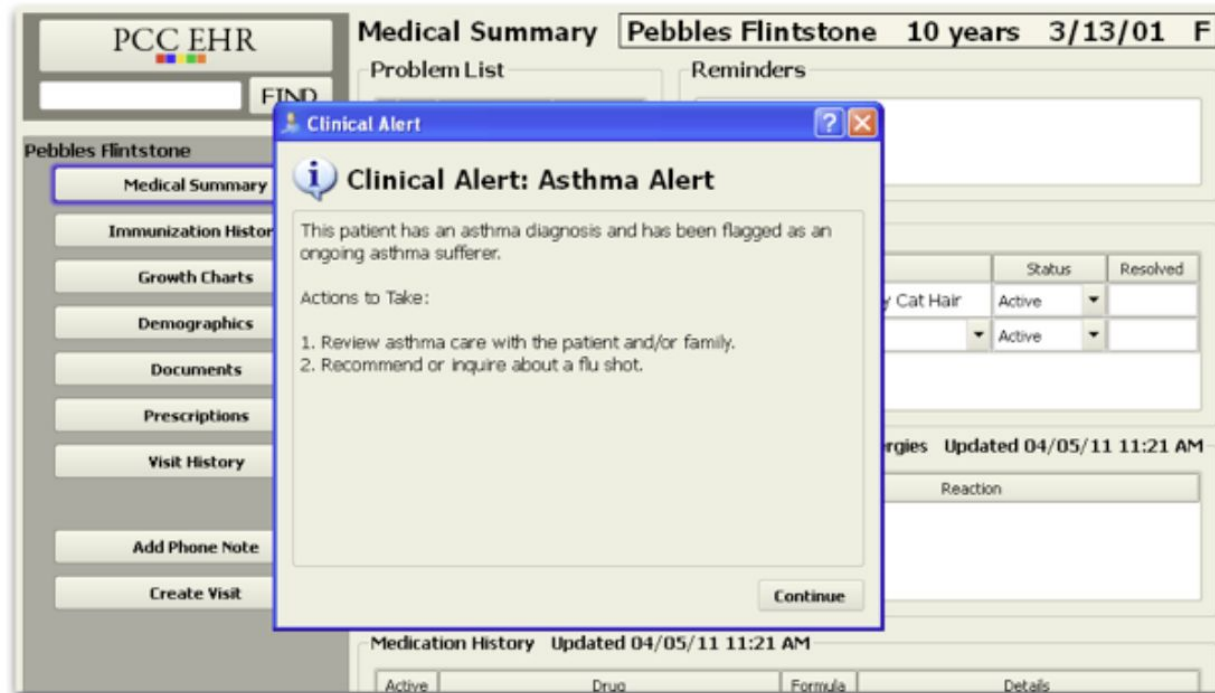 PCC EHR
FIND
Pebbles Flintstone
Medical Summary
Immunization Histor
Growth Charts
Demographics
Documents
Prescriptions
Visit History
Add Phone Note
Create Visit
Medical Summary Pebbles Flintstone 10 years 3/13/01 F
Problem List
Reminders
Clinical Alert
Clinical Alert: Asthma Alert
This patient has an asthma diagnosis and has been flagged as an
ongoing asthma sufferer.
Actions to Take:
1. Review asthma care with the patient and/or family.
2. Recommend or inquire about a flu shot.
Continue
Status Resolved
y Cat Hair Active
Active
rgies Updated 04/05/11 11:21 AM
Reaction
Medication History Updated 04/05/11 11:21 AM
Active Drug Formula Details